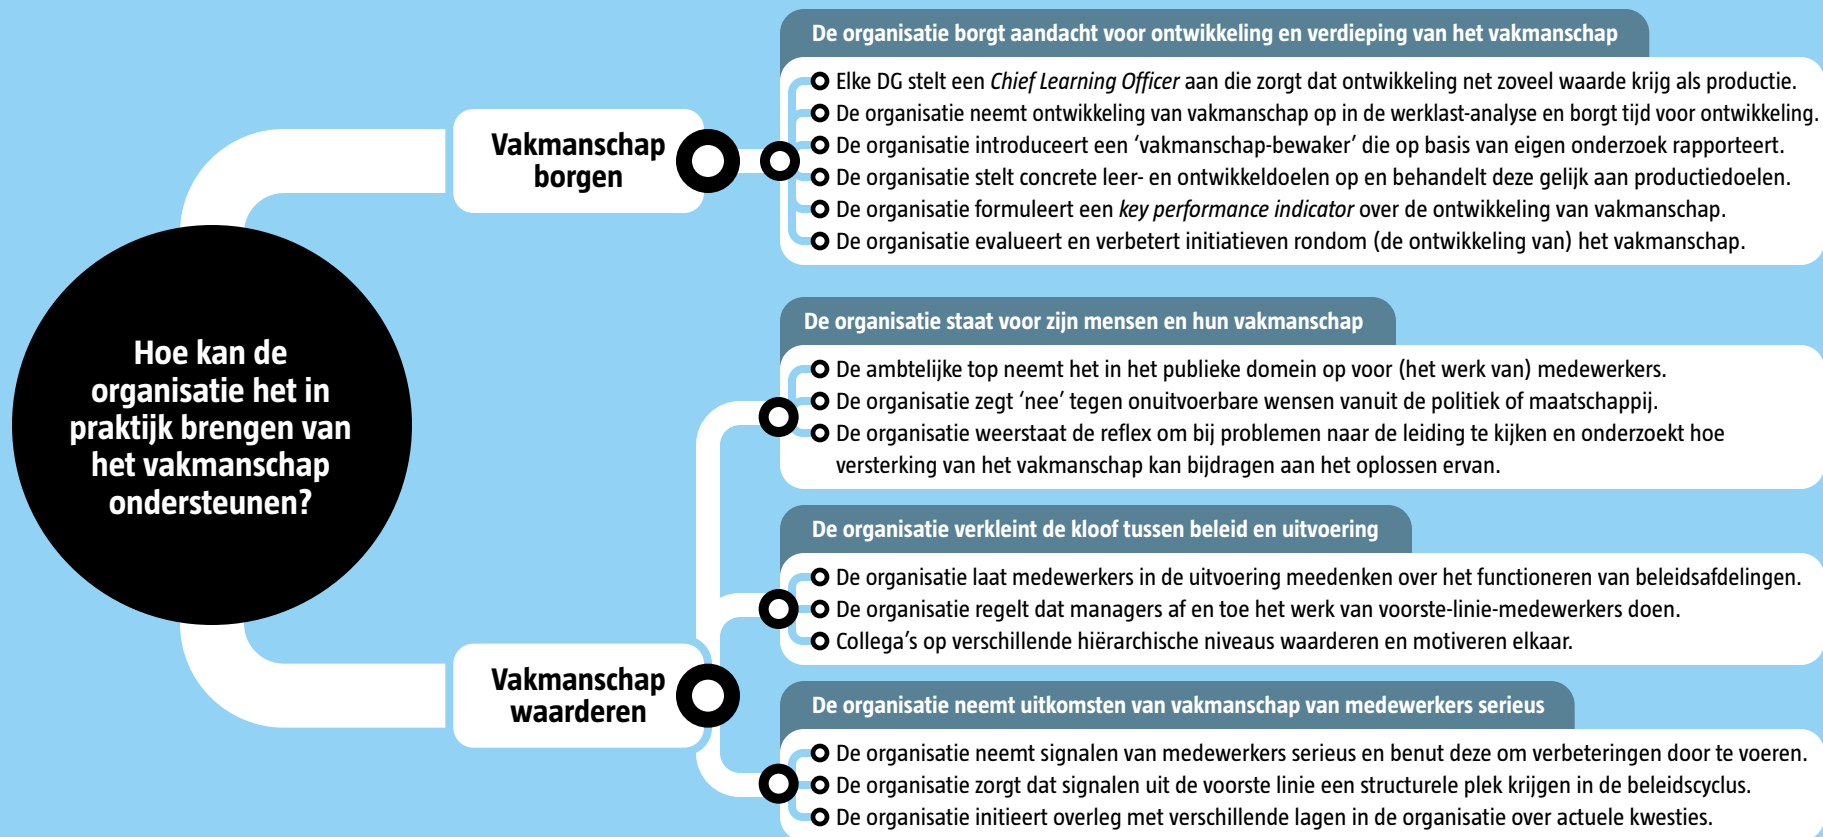 Hoe kan de
organisatie het in
praktijk brengen van
het vakmanschap
ondersteunen?
Vakmanschap
borgen
De organisatie borgt aandacht voor ontwikkeling en verdieping van het vakmanschap
Elke DG stelt een Chief Learning Officer aan die zorgt dat ontwikkeling net zoveel waarde krijg als productie.
De organisatie neemt ontwikkeling van vakmanschap op in de werklast-analyse en borgt tijd voor ontwikkeling.
De organisatie introduceert een ‘vakmanschap-bewaker’ die op basis van eigen onderzoek rapporteert.
De organisatie stelt concrete leer- en ontwikkeldoelen op en behandelt deze gelijk aan productiedoelen.
De organisatie formuleert een key performance indicator over de ontwikkeling van vakmanschap.
De organisatie evalueert en verbetert initiatieven rondom (de ontwikkeling van) het vakmanschap.
Vakmanschap
waarderen
De organisatie staat voor zijn mensen en hun vakmanschap
De ambtelijke top neemt het in het publieke domein op voor (het werk van) medewerkers.
De organisatie zegt ‘nee’ tegen onuitvoerbare wensen vanuit de politiek of maatschappij.
De organisatie weerstaat de reflex om bij problemen naar de leiding te kijken en onderzoekt hoe
versterking van het vakmanschap kan bijdragen aan het oplossen ervan.
De organisatie verkleint de kloof tussen beleid en uitvoering
De organisatie laat medewerkers in de uitvoering meedenken over het functioneren van beleidsafdelingen.
De organisatie regelt dat managers af en toe het werk van voorste-linie-medewerkers doen.
Collega’s op verschillende hiërarchische niveaus waarderen en motiveren elkaar.
De organisatie neemt uitkomsten van vakmanschap van medewerkers serieus
De organisatie neemt signalen van medewerkers serieus en benut deze om verbeteringen door te voeren.
De organisatie zorgt dat signalen uit de voorste linie een structurele plek krijgen in de beleidscyclus.
De organisatie initieert overleg met verschillende lagen in de organisatie over actuele kwesties.